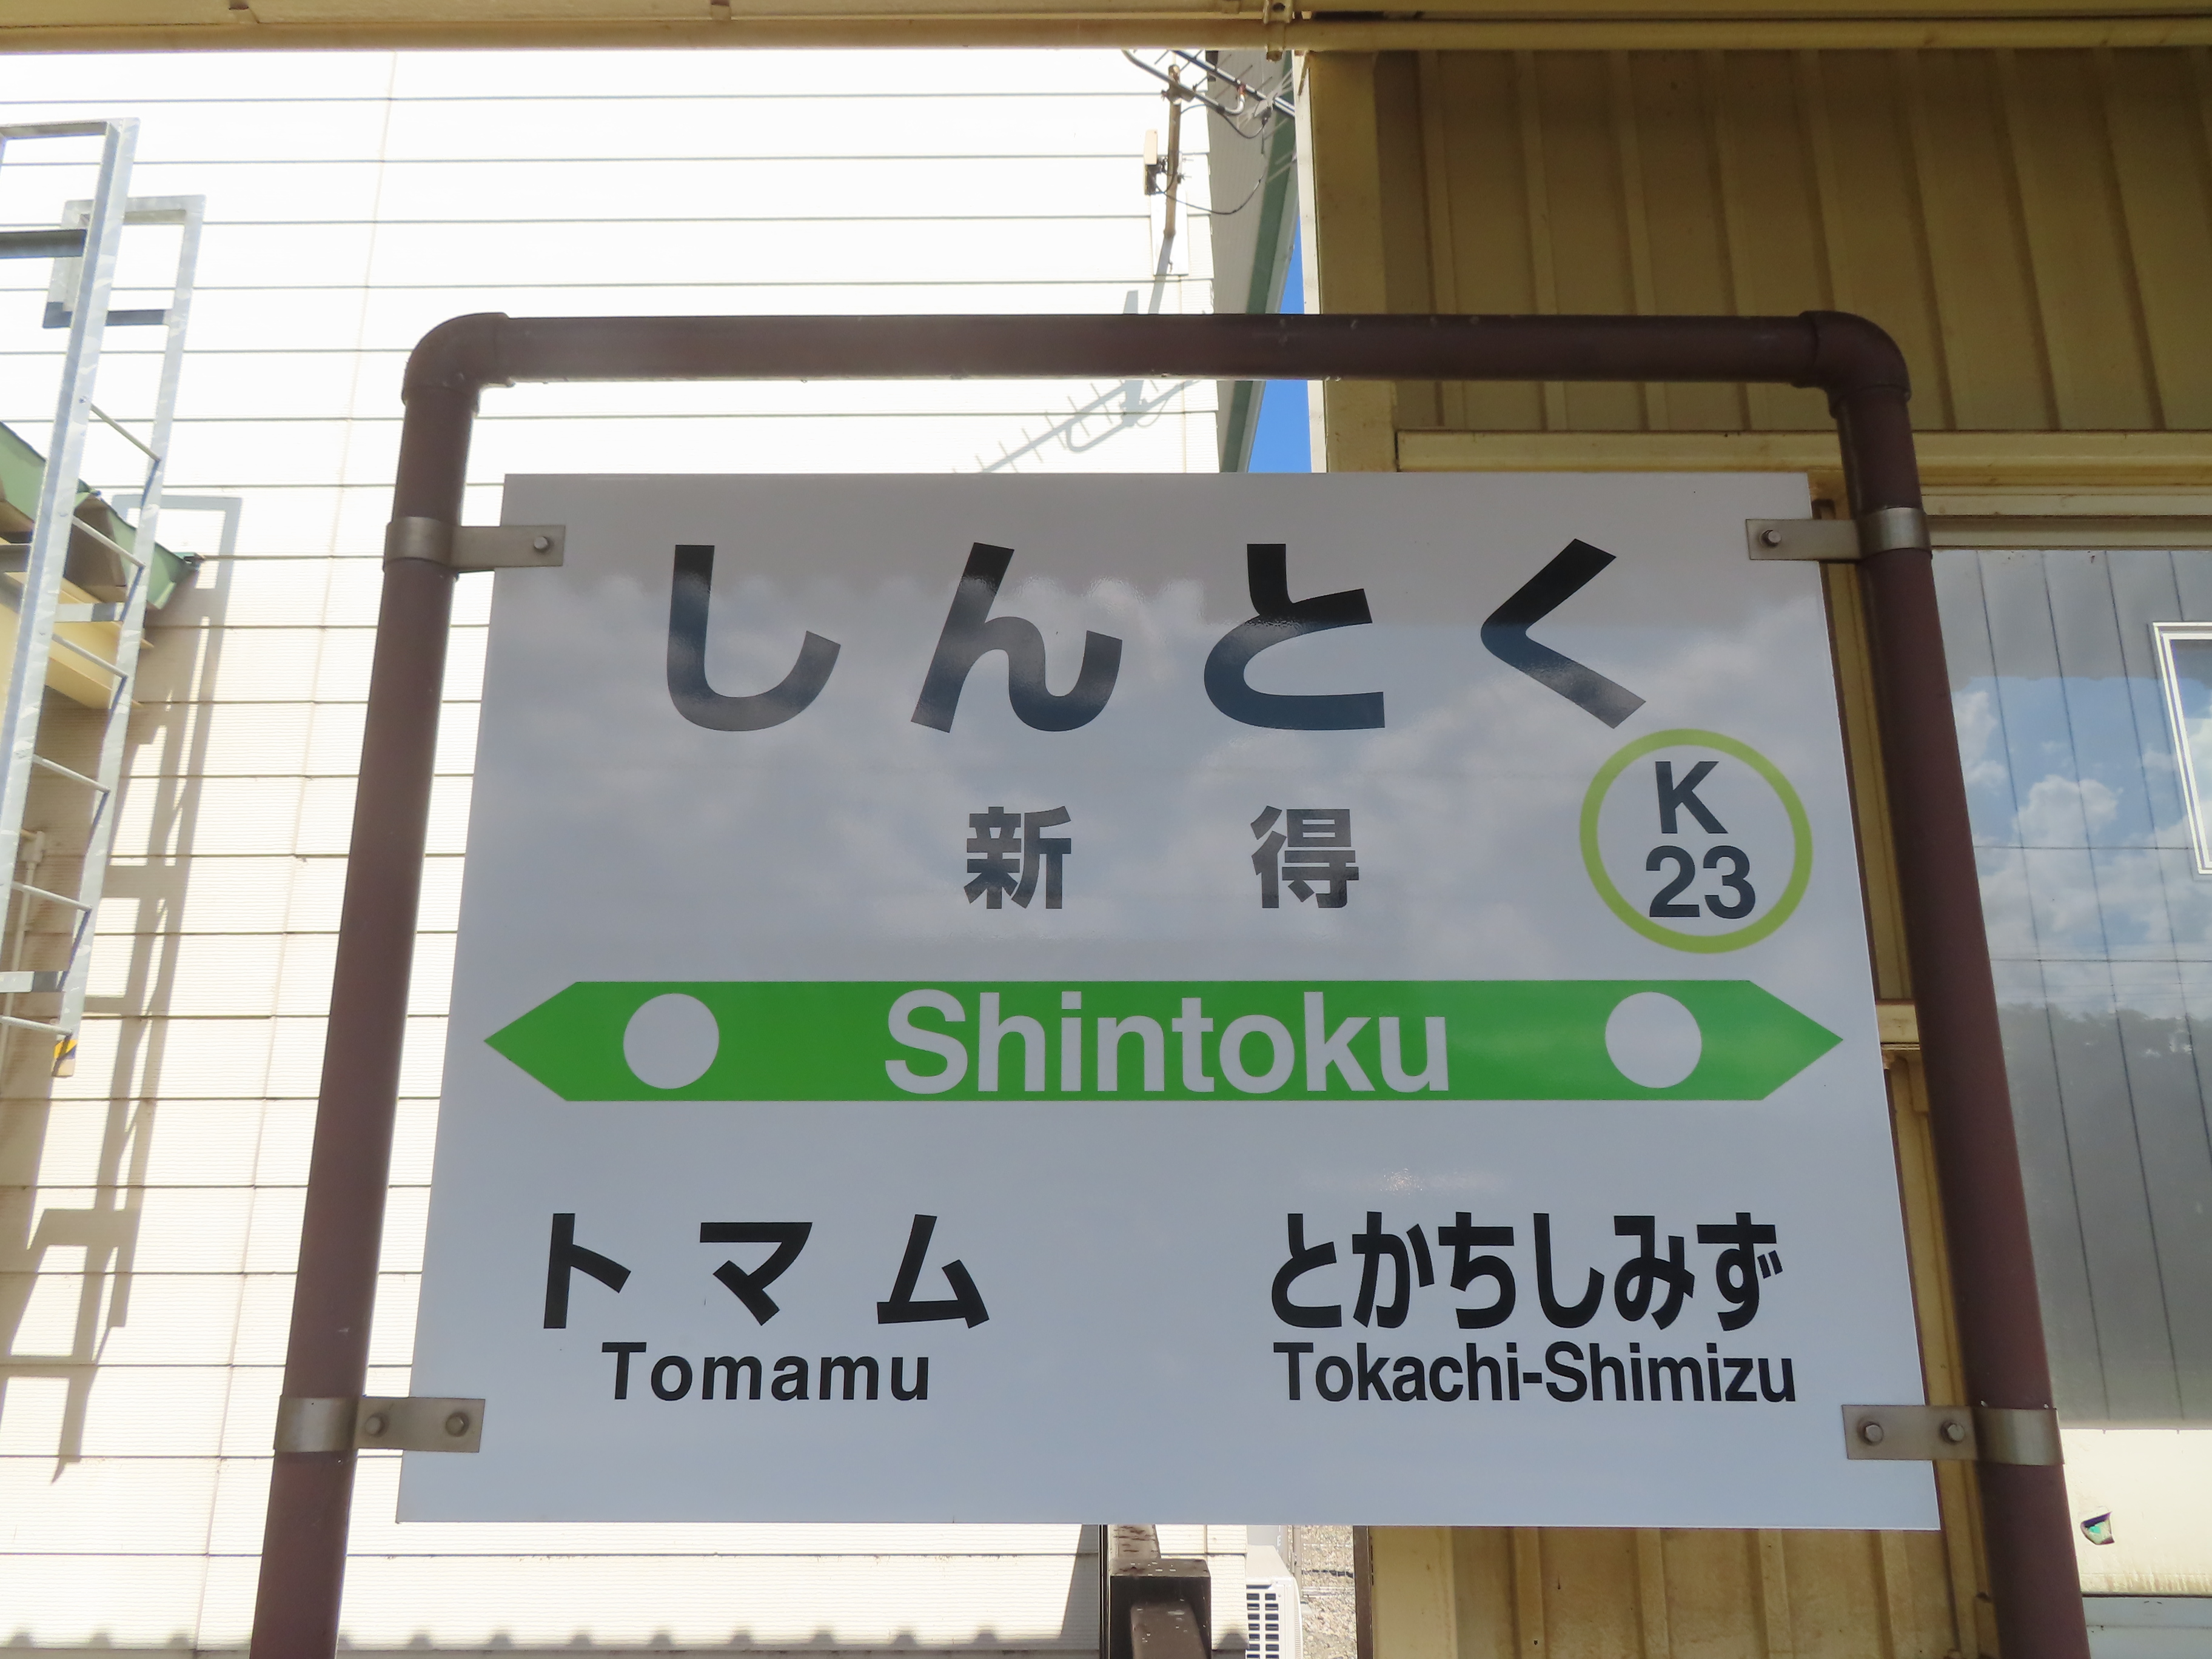 しんとく
新得
K
23
Shintoku
トマム
Tomamu
とかちしみず
Tokachi-Shimizu